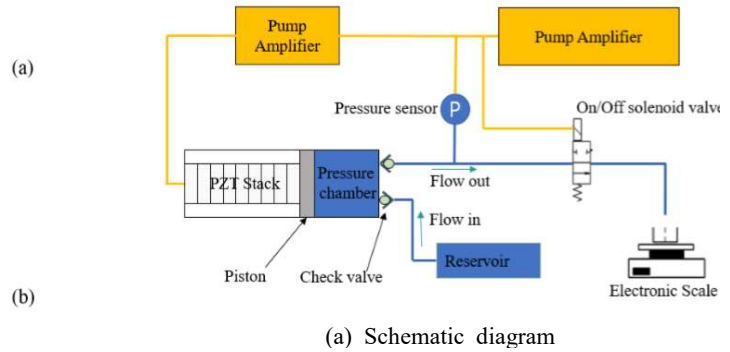 Pump
Amplifier
Pump Amplifier
(a)
Pressure sensor
P
On/Off solenoid valve
PZT Stack
Pressure
chamber
Flow out
Flow in
Reservoir
Piston
Check valve
Electronic Scale
(b)
(a) Schematic diagram